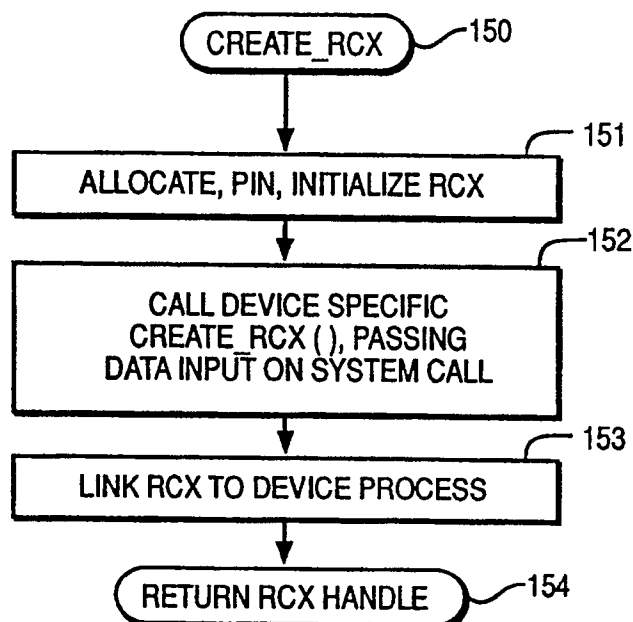 CREATE_RCX
150
151
ALLOCATE, PIN, INITIALIZE RCX
152
CALL DEVICE SPECIFIC
CREATE_RCX ( ), PASSING
DATA INPUT ON SYSTEM CALL
153
LINK RCX TO DEVICE PROCESS
RETURN RCX HANDLE
154